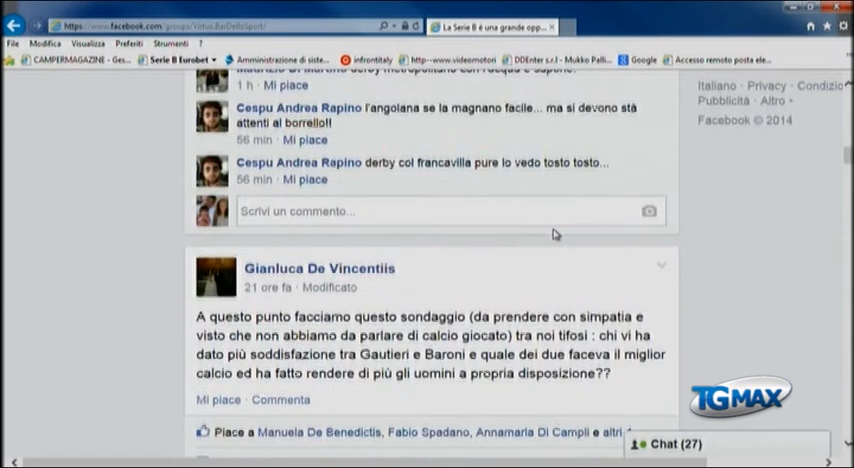 https://www.facebook.com/groups/Virtus.BarDelloSport/
La Serie B è una grande opp...
File Modifica Visualizza Preferiti Strumenti ?
CAMPERMAGAZINE - Ges... Serie B Eurobet Amministrazione di siste... infrontitaly http--www.videomotori DDEnter s.r.l - Mukko Palli... Google Accesso remoto posta ele...
derby metropolitano con l'acqua e sapone.
1 h · Mi piace
Cespu Andrea Rapino l'angolana se la magnano facile... ma si devono stà
attenti al borrello!!
56 min · Mi piace
Cespu Andrea Rapino derby col francavilla pure lo vedo tosto tosto...
56 min · Mi piace
Scrivi un commento...
Italiano · Privacy · Condizio
Pubblicità · Altro
Facebook © 2014
Gianluca De Vincentiis
21 ore fa · Modificato
A questo punto facciamo questo sondaggio (da prendere con simpatia e
visto che non abbiamo da parlare di calcio giocato) tra noi tifosi : chi vi ha
dato più soddisfazione tra Gautieri e Baroni e quale dei due faceva il miglior
calcio ed ha fatto rendere di più gli uomini a propria disposizione??
Mi piace · Commenta
Piace a Manuela De Benedictis, Fabio Spadano, Annamaria Di Campli e altri
TGMAX
Chat (27)